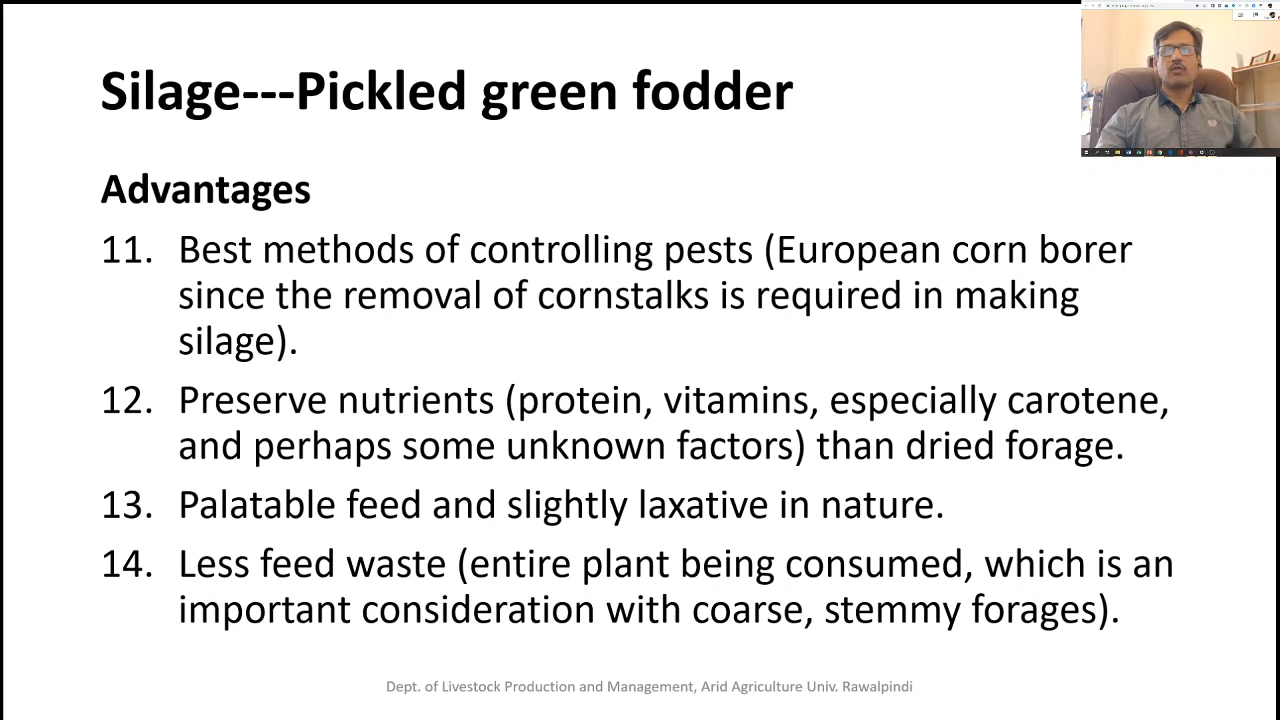 Silage---Pickled green fodder
Advantages
11. Best methods of controlling pests (European corn borer
since the removal of cornstalks is required in making
silage).
12. Preserve nutrients (protein, vitamins, especially carotene,
and perhaps some unknown factors) than dried forage.
13. Palatable feed and slightly laxative in nature.
14. Less feed waste (entire plant being consumed, which is an
important consideration with coarse, stemmy forages).
Dept. of Livestock Production and Management, Arid Agriculture Univ. Rawalpindi